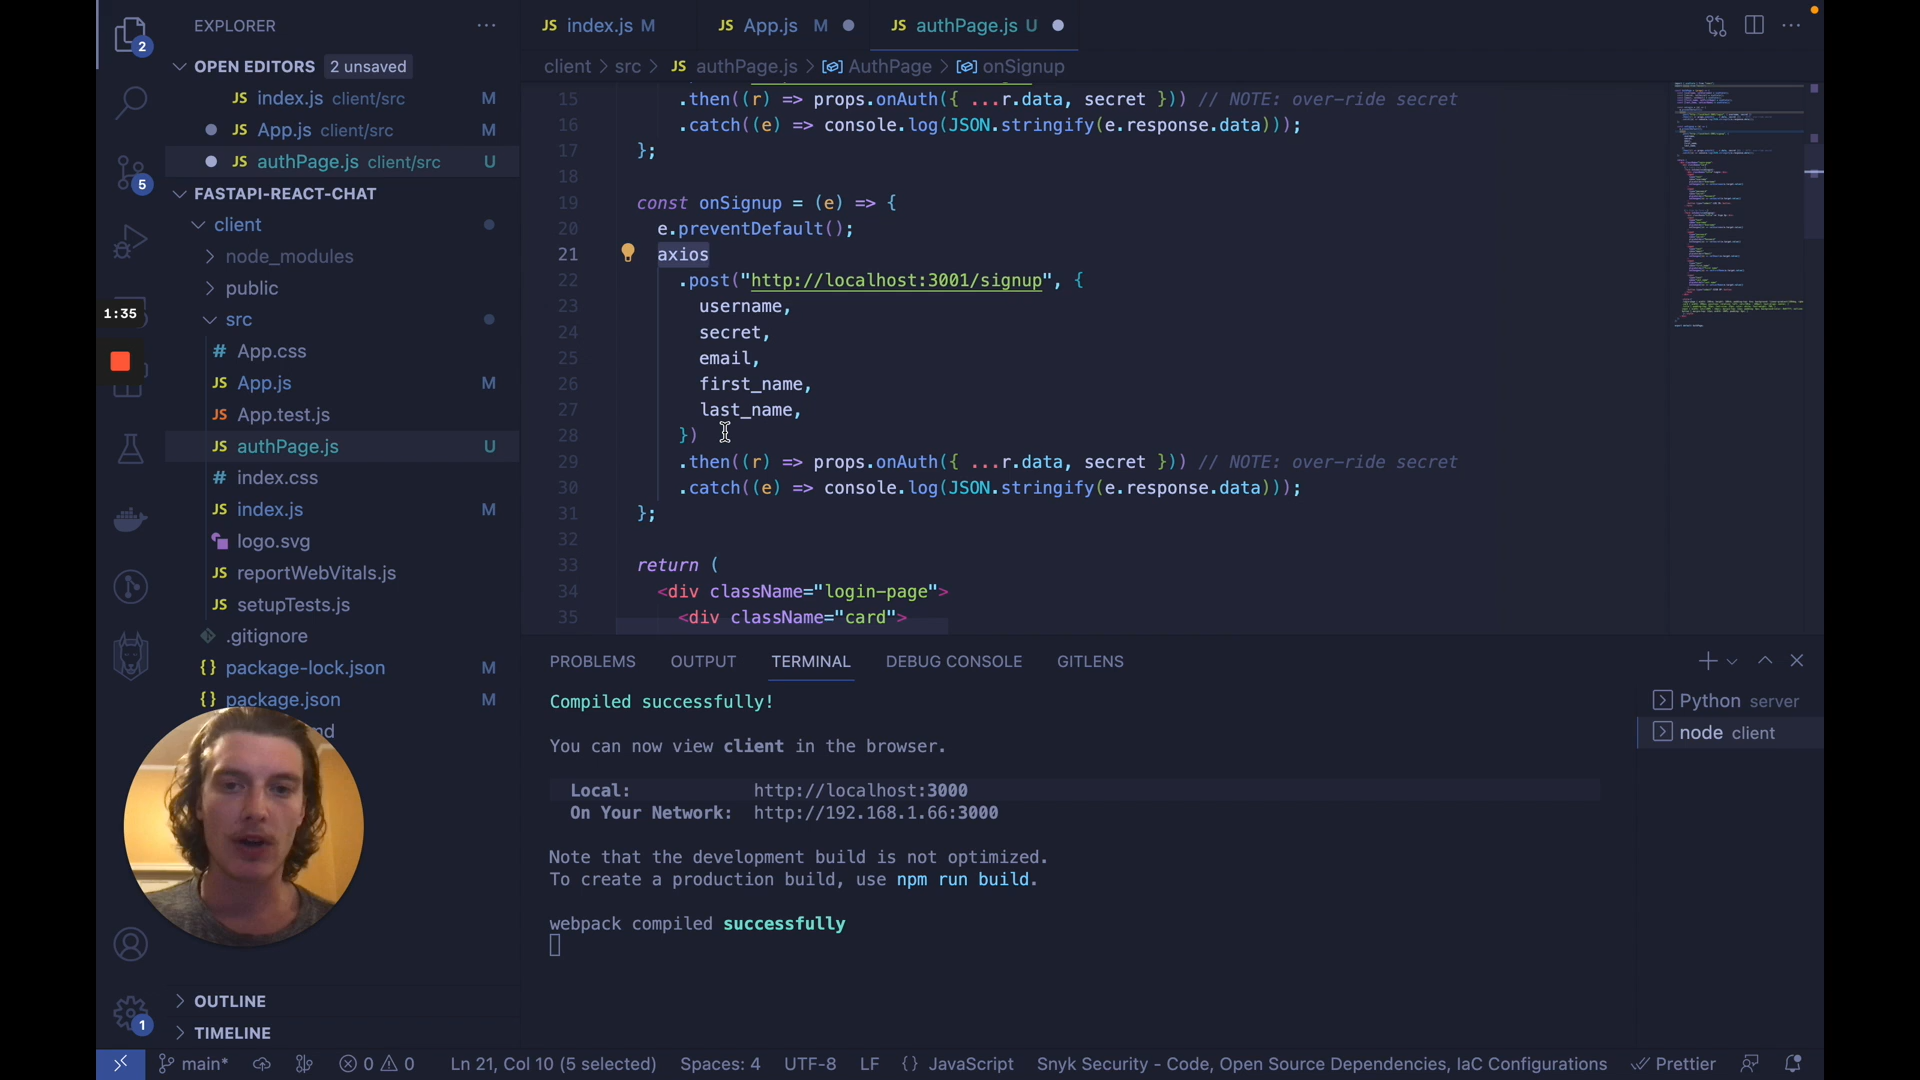 EXPLORER
2
OPEN EDITORS 2 unsaved
JS index.js client/src M
JS App.js client/src M
JS authPage.js client/src U
5
FASTAPI-REACT-CHAT
client
node_modules
public
1:35
src
# App.css
JS App.js M
JS App.test.js
JS authPage.js U
# index.css
JS index.js M
logo.svg
JS reportWebVitals.js
JS setupTests.js
.gitignore
{} package-lock.json M
{} package.json M
OUTLINE
1
TIMELINE
JS index.js M
JS App.js M
JS authPage.js U
client > src > JS authPage.js > AuthPage > onSignup
15 .then((r) => props.onAuth({ ...r.data, secret })) // NOTE: over-ride secret
16 .catch((e) => console.log(JSON.stringify(e.response.data)));
17 };
18
19 const onSignup = (e) => {
20 e.preventDefault();
21 axios
22 .post("http://localhost:3001/signup", {
23 username,
24 secret,
25 email,
26 first_name,
27 last_name,
28 })
29 .then((r) => props.onAuth({ ...r.data, secret })) // NOTE: over-ride secret
30 .catch((e) => console.log(JSON.stringify(e.response.data)));
31 };
32
33 return (
34 <div className="login-page">
35 <div className="card">
PROBLEMS OUTPUT TERMINAL DEBUG CONSOLE GITLENS
Compiled successfully!
You can now view client in the browser.
Local: http://localhost:3000
On Your Network: http://192.168.1.66:3000
Note that the development build is not optimized.
To create a production build, use npm run build.
webpack compiled successfully
Python server
node client
main* 0 0 Ln 21, Col 10 (5 selected) Spaces: 4 UTF-8 LF {} JavaScript Snyk Security - Code, Open Source Dependencies, IaC Configurations Prettier